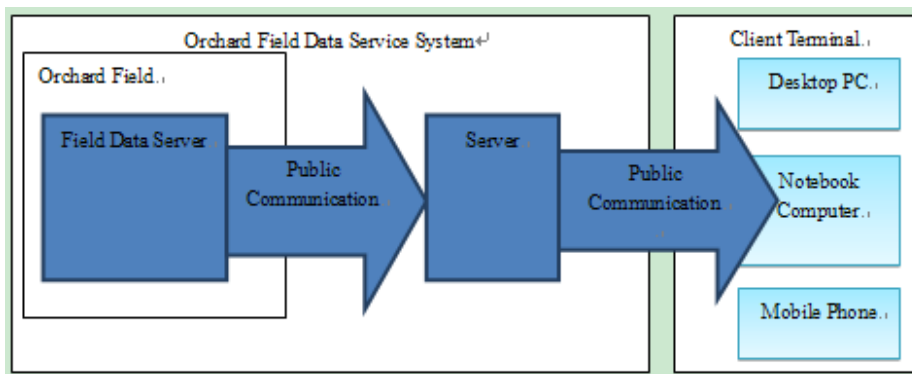 Orchard Field Data Service System↵
Orchard Field.
Field Data Server
Public
Communication
Server
Public
Communication
Client Terminal.
Desktop PC.
Notebook
Computer.
Mobile Phone.